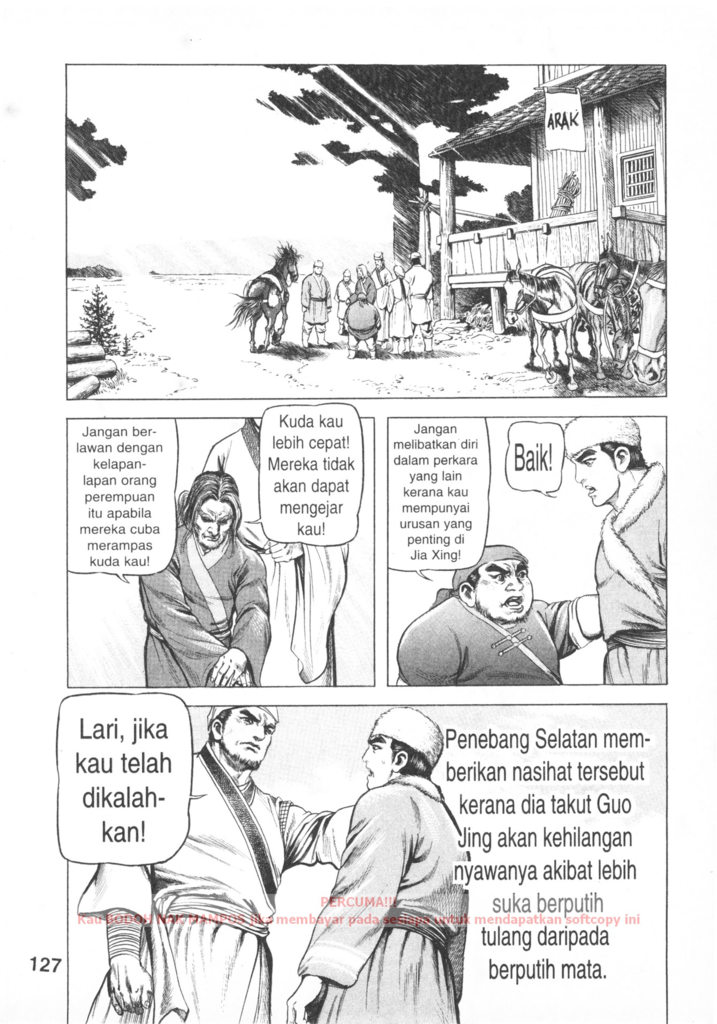 ARAK
Jangan ber-
lawan dengan
kelapan-
lapan orang
perempuan
itu apabila
mereka cuba
merampas
kuda kau!
Kuda kau
lebih cepat!
Mereka tidak
akan dapat
mengejar
kau!
Jangan
melibatkan diri
dalam perkara
yang lain
kerana kau
mempunyai
urusan yang
penting di
Jia Xing!
Baik!
Lari, jika
kau telah
dikalah-
kan!
Penebang Selatan mem-
berikan nasihat tersebut
kerana dia takut Guo
Jing akan kehilangan
nyawanya akibat lebih
suka berputih
tulang daripada
berputih mata.
PERCUMA!!!
Kau BODOH NAK MAMPOS jika membayar pada sesiapa untuk mendapatkan softcopy ini
127